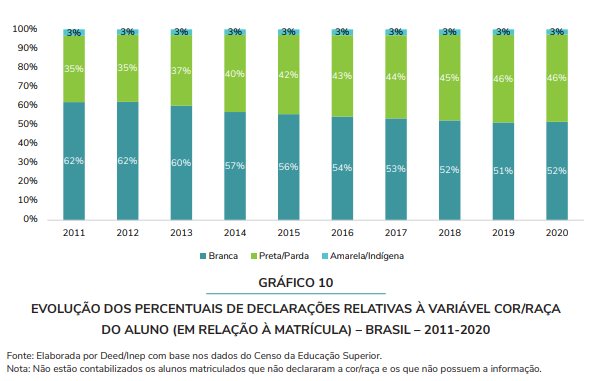 100%
90%
80%
70%
60%
50%
40%
30%
20%
10%
0%
3% 3% 3% 3% 3% 3% 3% 3% 3% 3%
35% 35% 37% 40% 42% 43% 44% 45% 46% 46%
62% 62% 60% 57% 56% 54% 53% 52% 51% 52%
2011 2012 2013 2014 2015 2016 2017 2018 2019 2020
Branca Preta/Parda Amarela/Indígena
GRÁFICO 10
EVOLUÇÃO DOS PERCENTUAIS DE DECLARAÇÕES RELATIVAS À VARIÁVEL COR/RAÇA
DO ALUNO (EM RELAÇÃO À MATRÍCULA) – BRASIL – 2011-2020
Fonte: Elaborada por Deed/Inep com base nos dados do Censo da Educação Superior.
Nota: Não estão contabilizados os alunos matriculados que não declararam a cor/raça e os que não possuem a informação.